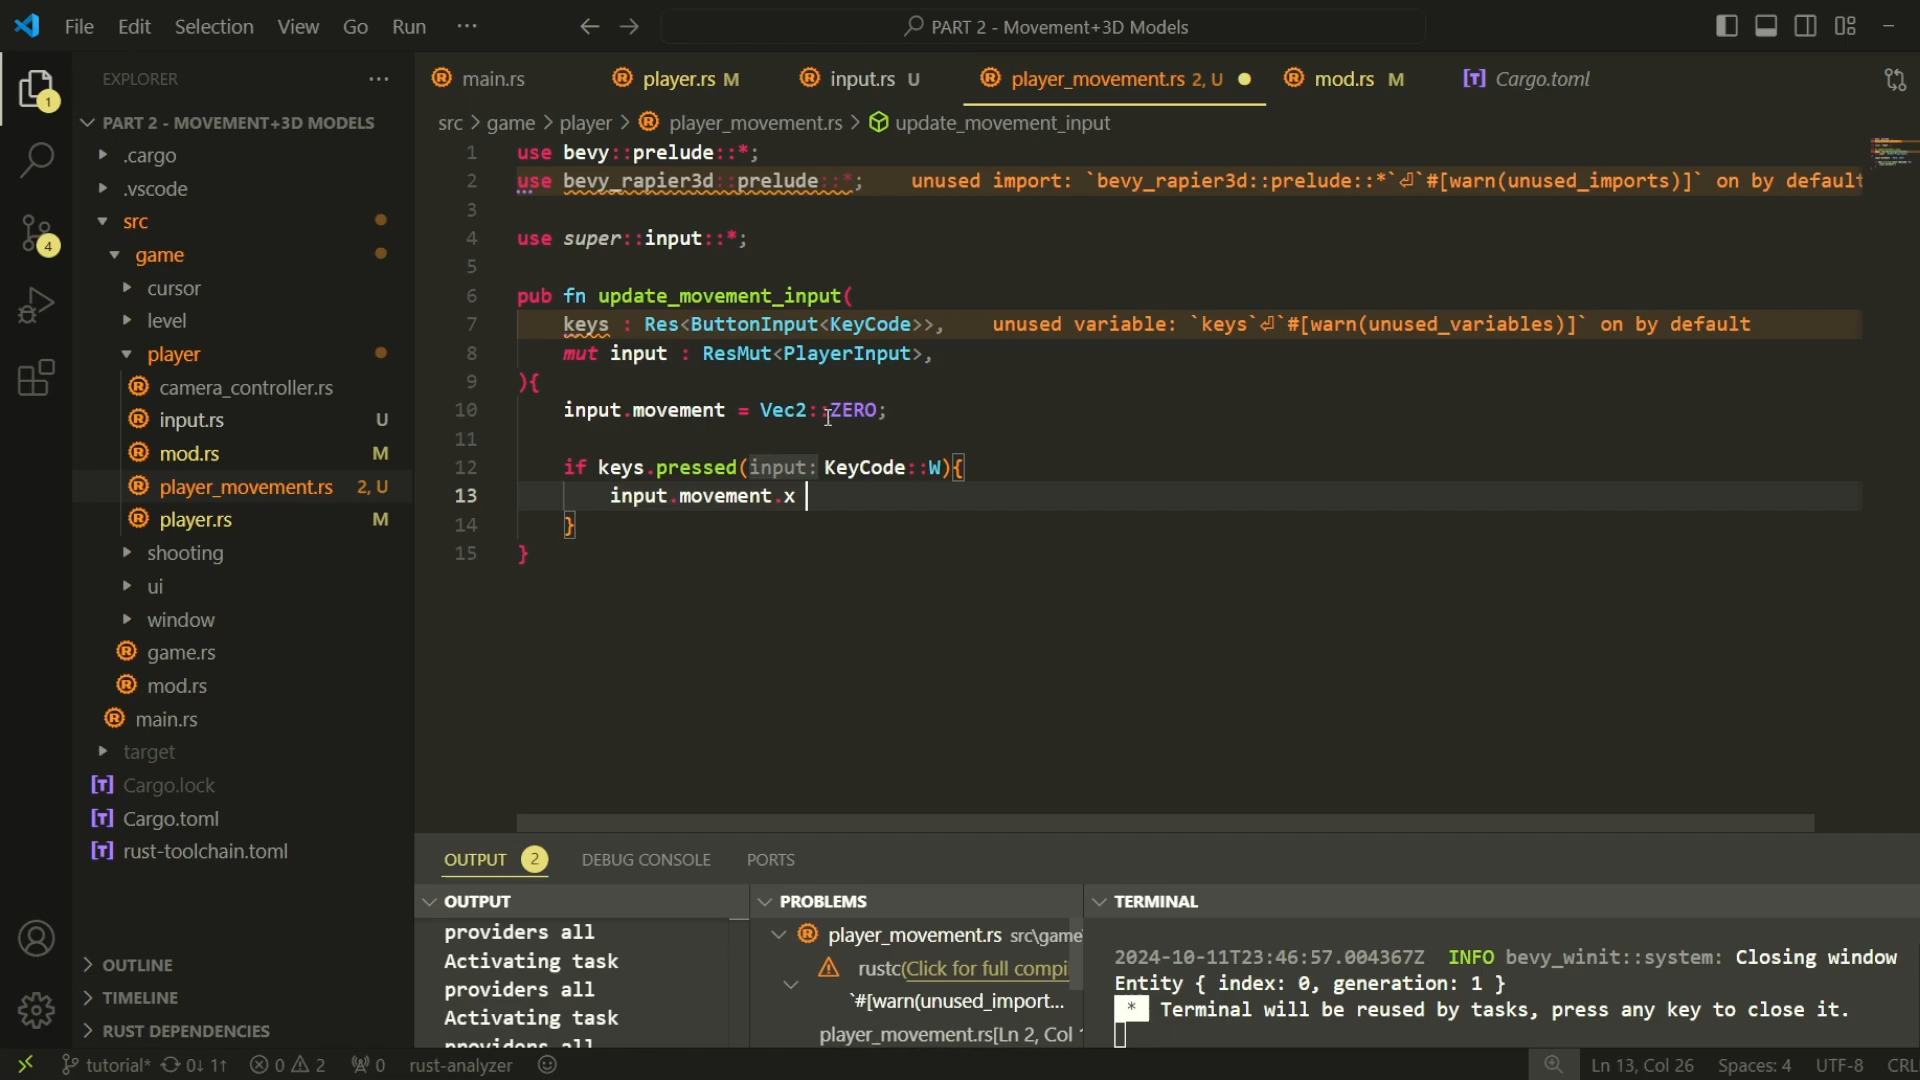 File Edit Selection View Go Run ··· ← → PART 2 - Movement+3D Models
EXPLORER ···
PART 2 - MOVEMENT+3D MODELS
.cargo
.vscode
src
game
cursor
level
player
camera_controller.rs
input.rs U
mod.rs M
player_movement.rs 2, U
player.rs M
shooting
ui
window
game.rs
mod.rs
main.rs
target
Cargo.lock
Cargo.toml
rust-toolchain.toml
OUTLINE
TIMELINE
RUST DEPENDENCIES
1
4
main.rs player.rs M input.rs U player_movement.rs 2, U mod.rs M Cargo.toml
src > game > player > player_movement.rs > update_movement_input
1 use bevy::prelude::*;
2 use bevy_rapier3d::prelude::*; unused import: `bevy_rapier3d::prelude::*`⏎`#[warn(unused_imports)]` on by default
3
4 use super::input::*;
5
6 pub fn update_movement_input(
7 keys : Res<ButtonInput<KeyCode>>, unused variable: `keys`⏎`#[warn(unused_variables)]` on by default
8 mut input : ResMut<PlayerInput>,
9 ){
10 input.movement = Vec2::ZERO;
11
12 if keys.pressed(input: KeyCode::W){
13 input.movement.x
14 }
15 }
OUTPUT 2 DEBUG CONSOLE PORTS
OUTPUT
providers all
Activating task
providers all
Activating task
providers all
PROBLEMS
player_movement.rs src\game
rustc(Click for full compi
`#[warn(unused_import...
player_movement.rs[Ln 2, Col
TERMINAL
2024-10-11T23:46:57.004367Z INFO bevy_winit::system: Closing window
Entity { index: 0, generation: 1 }
* Terminal will be reused by tasks, press any key to close it.
tutorial* 0↓ 1↑ 0 2 0 rust-analyzer Ln 13, Col 26 Spaces: 4 UTF-8 CRL